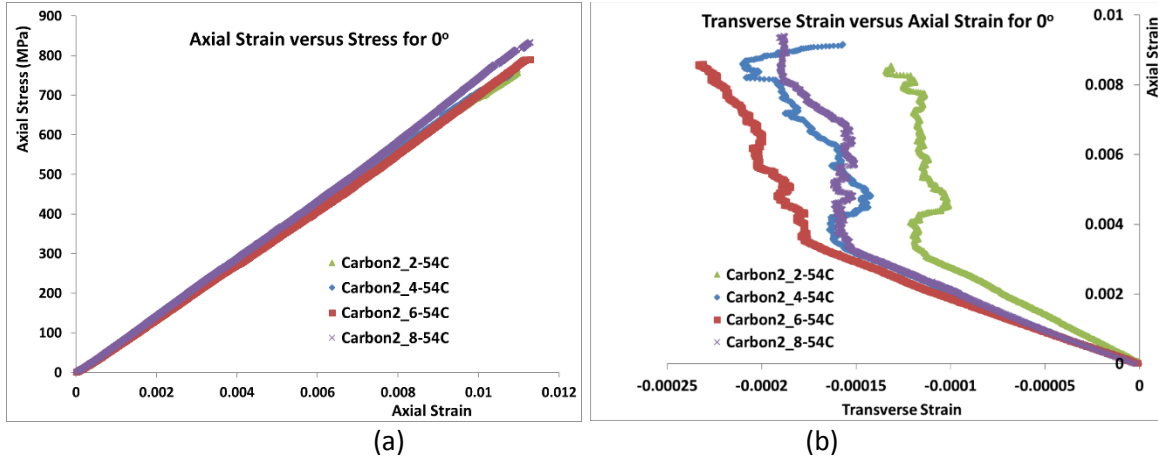 Axial Strain versus Stress for 0°
Axial Stress (MPa)
900
800
700
600
500
400
300
200
100
0
0
0.002
0.004
0.006
0.008
0.01
0.012
Axial Strain
Carbon2_2-54C
Carbon2_4-54C
Carbon2_6-54C
Carbon2_8-54C
(a)
Transverse Strain versus Axial Strain for 0°
0.01
0.008
0.006
0.004
0.002
0
Axial Strain
Carbon2_2-54C
Carbon2_4-54C
Carbon2_6-54C
Carbon2_8-54C
-0.00025
-0.0002
-0.00015
-0.0001
-0.00005
0
Transverse Strain
(b)